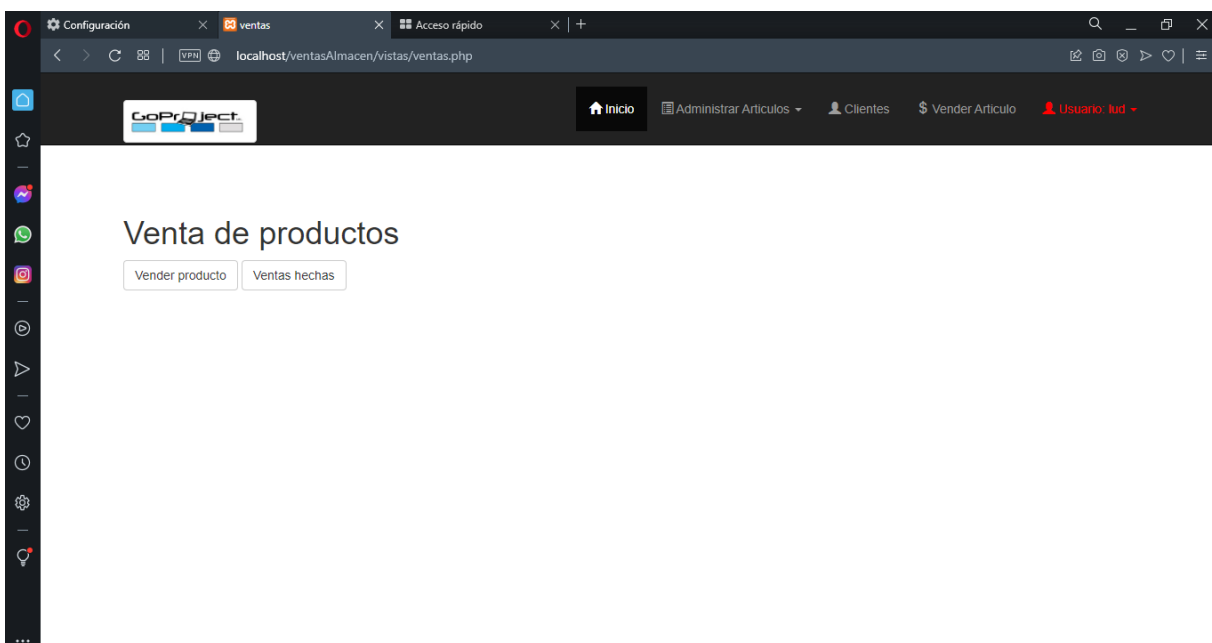 Configuración
ventas
Acceso rápido
VPN
localhost/ventasAlmacen/vistas/ventas.php
GoProject.
Inicio
Administrar Articulos
Clientes
$ Vender Articulo
Usuario: lud
Venta de productos
Vender producto
Ventas hechas